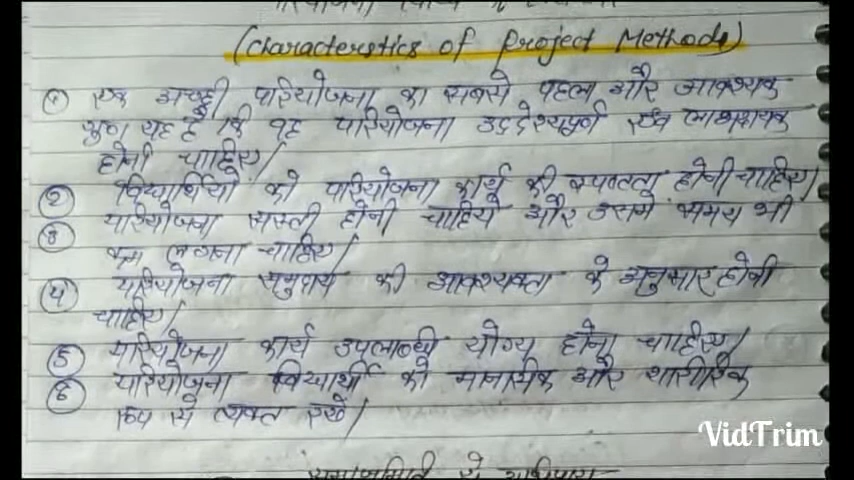 (Characteristics of Project Methods)
① एक अच्छी परियोजना का सबसे पहला और आवश्यक
गुण यह है कि वह परियोजना उद्देश्यपूर्ण एवं लाभदायक
होनी चाहिए।
② विद्यार्थियों को परियोजना कार्य की स्पष्टता होनी चाहिए।
③ परियोजना सस्ती होनी चाहिये और उसमें समय भी
कम लगना चाहिए।
④ परियोजना समुदाय की आवश्यकता के अनुसार होनी
चाहिए।
⑤ परियोजना कार्य उपलब्धी योग्य होना चाहिए।
⑥ परियोजना विद्यार्थी को मानसिक और शारीरिक
रूप से व्यस्त रखें।
VidTrim